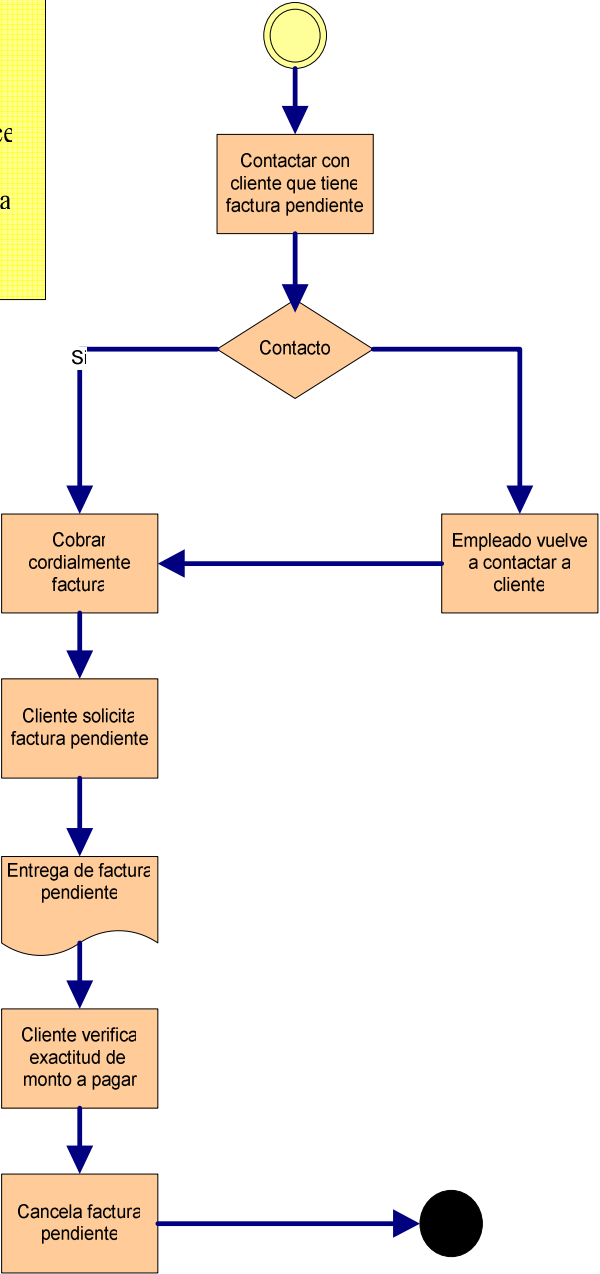 ce
a
Contactar con
cliente que tiene
factura pendiente
Contacto
Si
Cobrar
cordialmente
factura
Empleado vuelve
a contactar a
cliente
Cliente solicita
factura pendiente
Entrega de factura
pendiente
Cliente verifica
exactitud de
monto a pagar
Cancela factura
pendiente